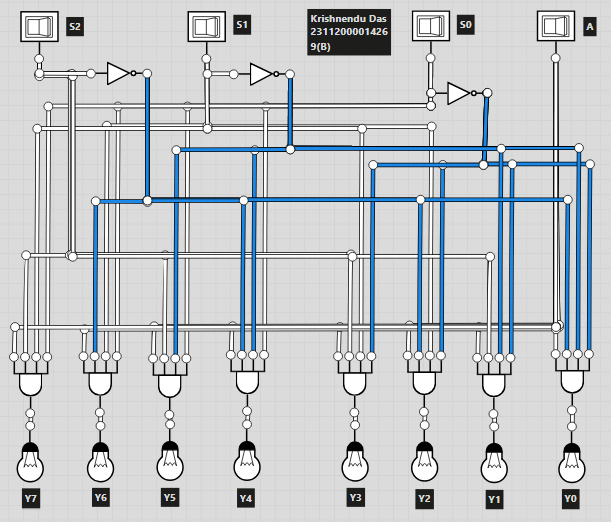 S2
S1
Krishnendu Das
2311200001426
9(B)
S0
A
Y7
Y6
Y5
Y4
Y3
Y2
Y1
Y0